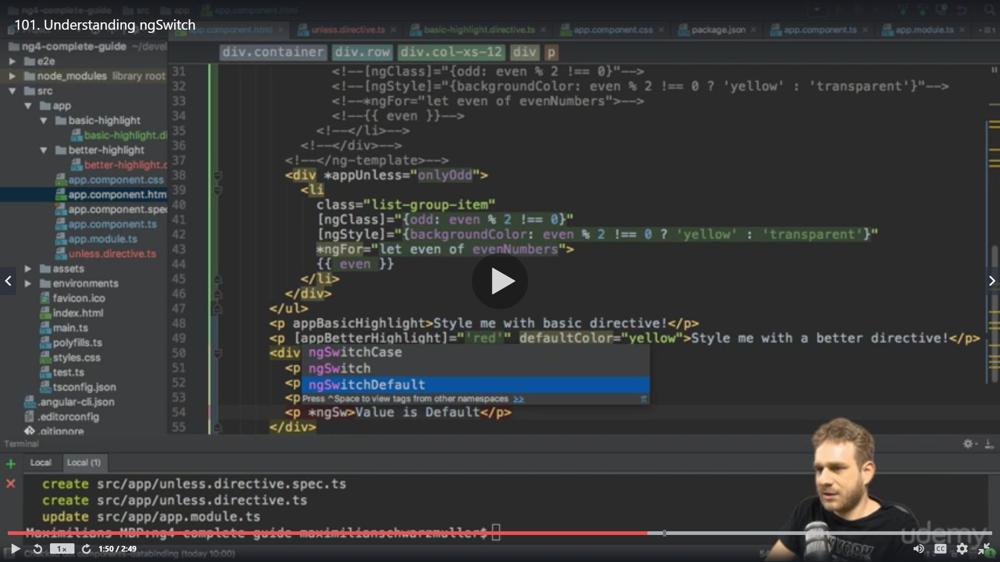 ng4-complete-guide src app app.component.html
101. Understanding ngSwitch
app.component.html unless.directive.ts basic-highlight.directive.ts app.component.css package.json app.component.ts app.module.ts
div.container div.row div.col-xs-12 div p
ng4-complete-guide ~/devel
e2e
node_modules library root
src
app
basic-highlight
basic-highlight.di
better-highlight
better-highlight.c
app.component.css
app.component.htm
app.component.spec
app.component.ts
app.module.ts
unless.directive.ts
assets
environments
favicon.ico
index.html
main.ts
polyfills.ts
styles.css
test.ts
tsconfig.json
.angular-cli.json
.editorconfig
.gitignore
31 <!--[ngClass]="{odd: even % 2 !== 0}"-->
32 <!--[ngStyle]="{backgroundColor: even % 2 !== 0 ? 'yellow' : 'transparent'}"-->
33 <!--*ngFor="let even of evenNumbers">-->
34 <!--{{ even }}-->
35 <!--</li>-->
36 <!--</div>-->
37 <!--</ng-template>-->
38 <div *appUnless="onlyOdd">
39 <li
40 class="list-group-item"
41 [ngClass]="{odd: even % 2 !== 0}"
42 [ngStyle]="{backgroundColor: even % 2 !== 0 ? 'yellow' : 'transparent'}"
43 *ngFor="let even of evenNumbers">
44 {{ even }}
45 </li>
46 </div>
47 </ul>
48 <p appBasicHighlight>Style me with basic directive!</p>
49 <p [appBetterHighlight]="'red'" defaultColor="yellow">Style me with a better directive!</p>
50 <div ngSwitchCase
51 <p ngSwitch
52 <p ngSwitchDefault
53 <p Press ^Space to view tags from other namespaces >> π
54 <p *ngSw>Value is Default</p>
55 </div>
Terminal
Local Local (1)
create src/app/unless.directive.spec.ts
create src/app/unless.directive.ts
update src/app/app.module.ts
Maximilians-MBP:ng4-complete-guide maximilianschwarzmuller$
udemy
1x 1:50 / 2:49 CC
Checked out components-databinding (today 10:00)
YORK